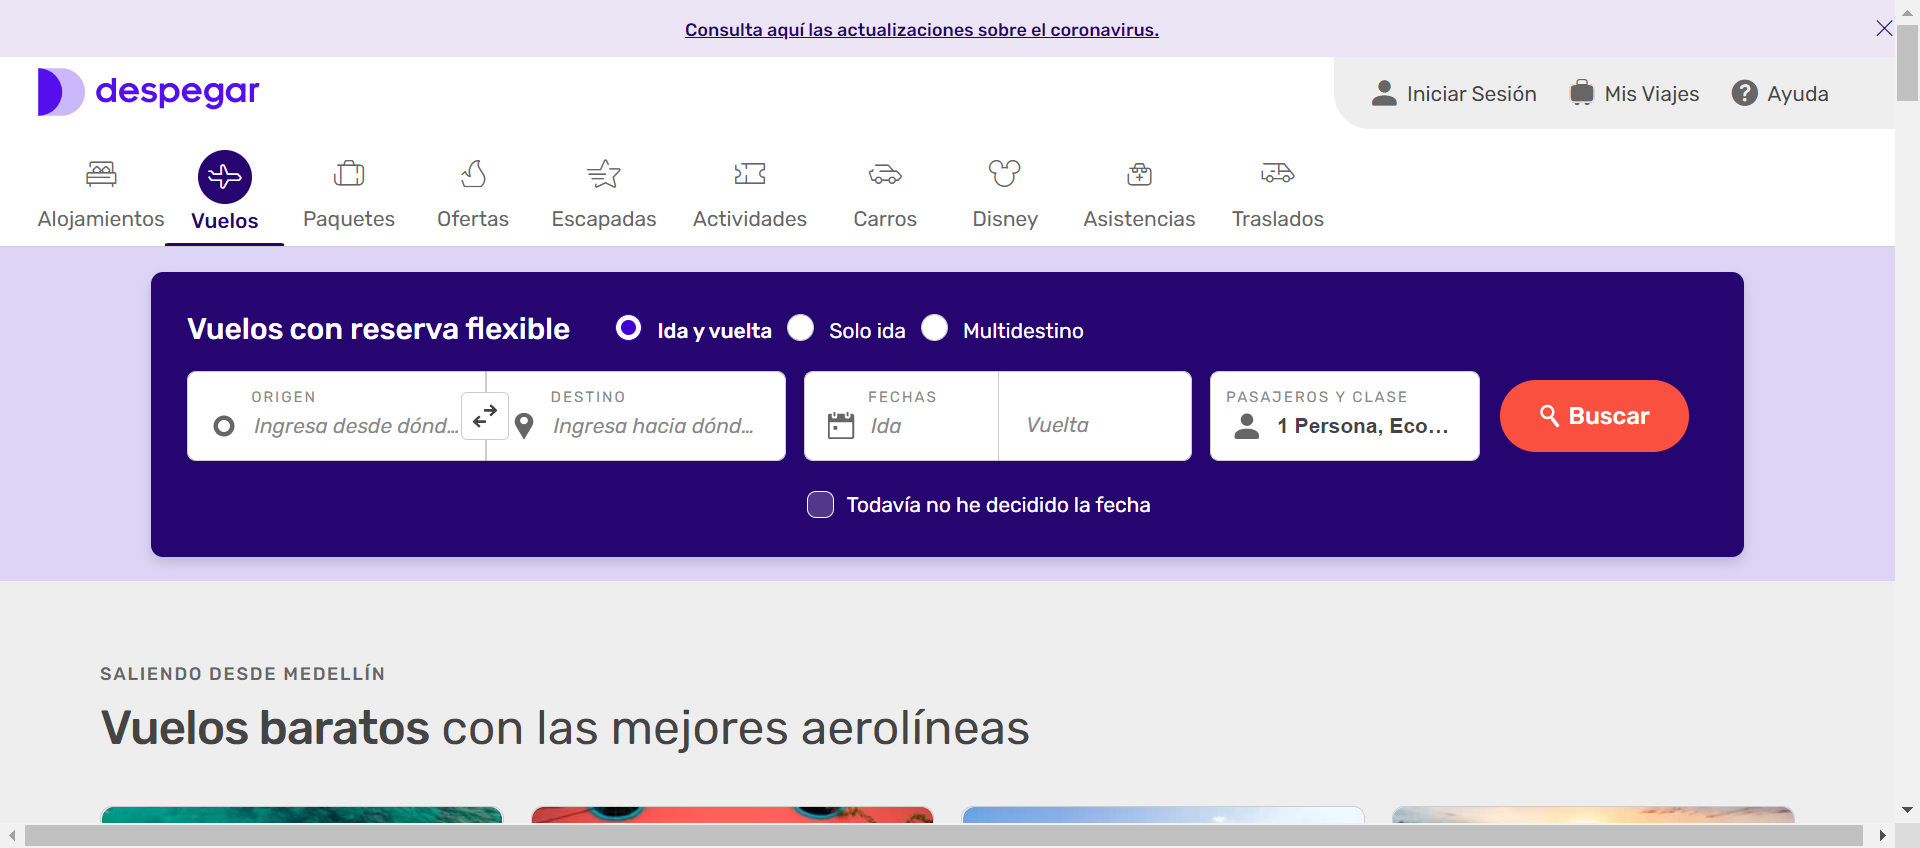 Consulta aquí las actualizaciones sobre el coronavirus.
despegar
Iniciar Sesión
Mis Viajes
Ayuda
Alojamientos
Vuelos
Paquetes
Ofertas
Escapadas
Actividades
Carros
Disney
Asistencias
Traslados
Vuelos con reserva flexible
Ida y vuelta
Solo ida
Multidestino
ORIGEN
Ingresa desde dónd...
DESTINO
Ingresa hacia dónd...
FECHAS
Ida
Vuelta
PASAJEROS Y CLASE
1 Persona, Eco...
Buscar
Todavía no he decidido la fecha
SALIENDO DESDE MEDELLÍN
Vuelos baratos con las mejores aerolíneas